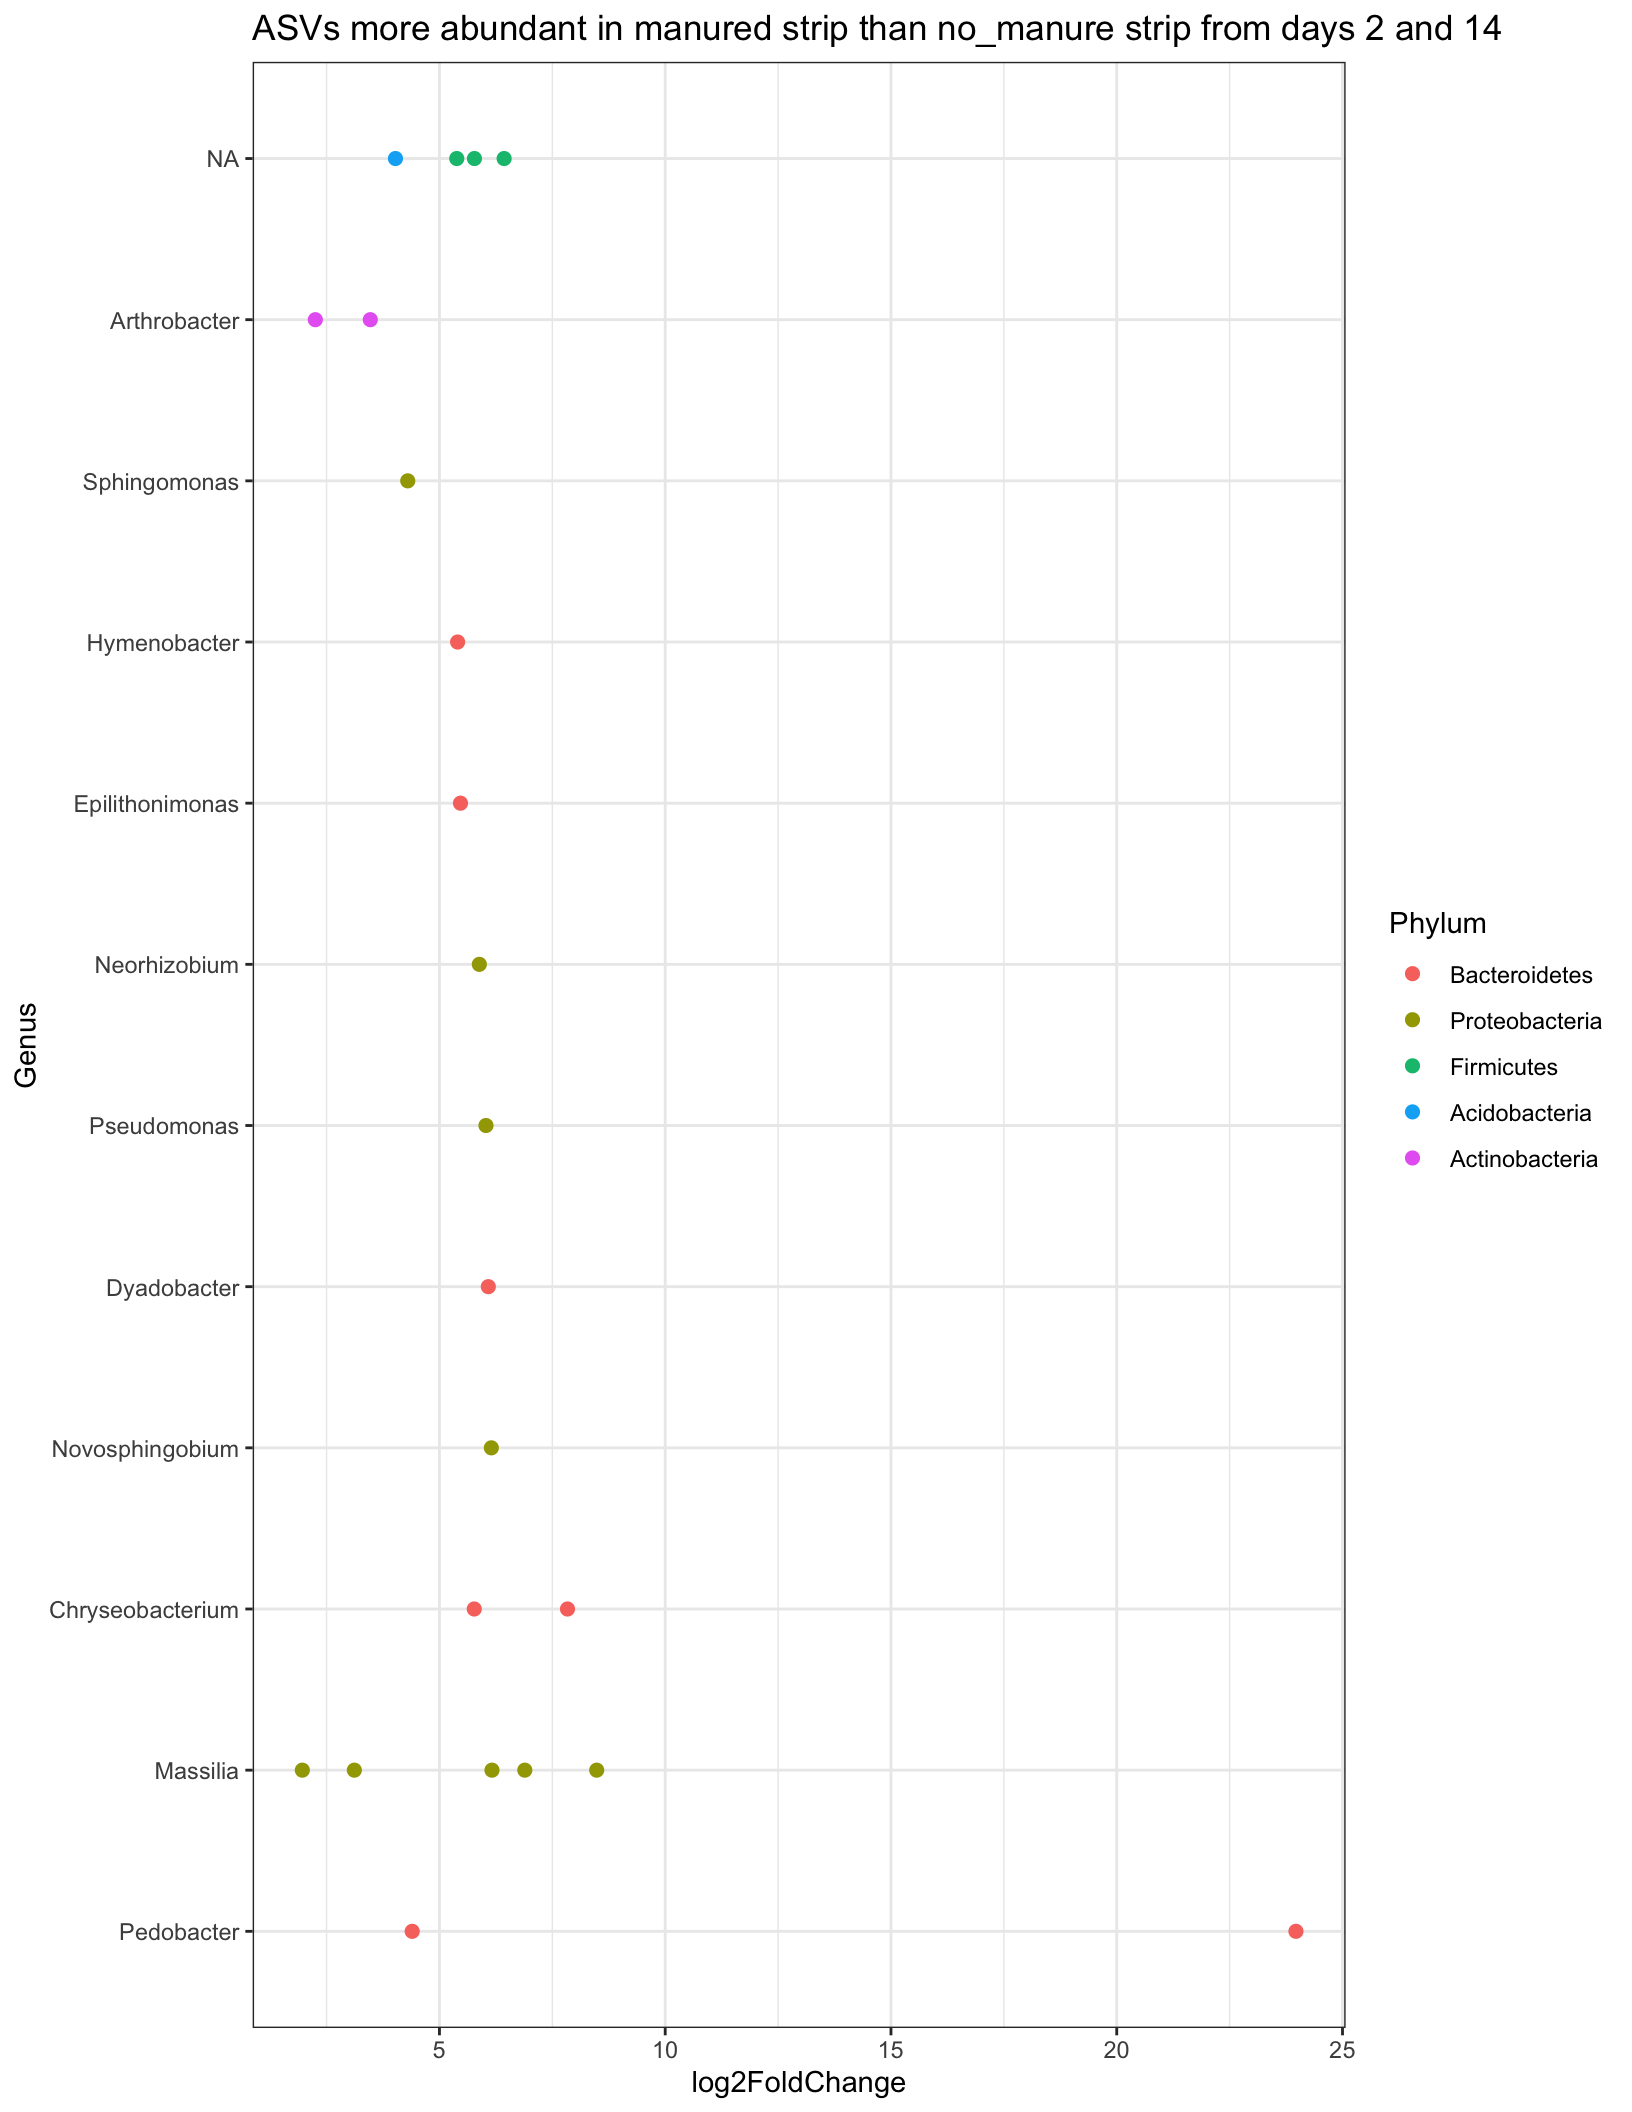 ASVs more abundant in manured strip than no_manure strip from days 2 and 14
NA
Arthrobacter
Sphingomonas
Hymenobacter
Epilithonimonas
Neorhizobium
Pseudomonas
Dyadobacter
Novosphingobium
Chryseobacterium
Massilia
Pedobacter
Genus
5 10 15 20 25
log2FoldChange
Phylum
Bacteroidetes
Proteobacteria
Firmicutes
Acidobacteria
Actinobacteria